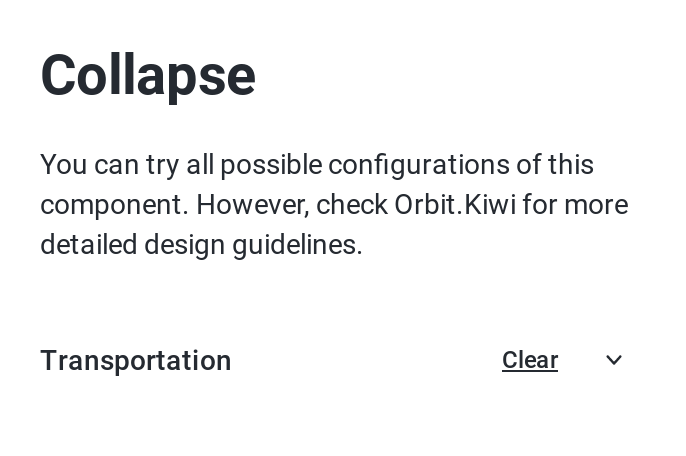 Collapse
You can try all possible configurations of this
component. However, check Orbit.Kiwi for more
detailed design guidelines.
Transportation Clear